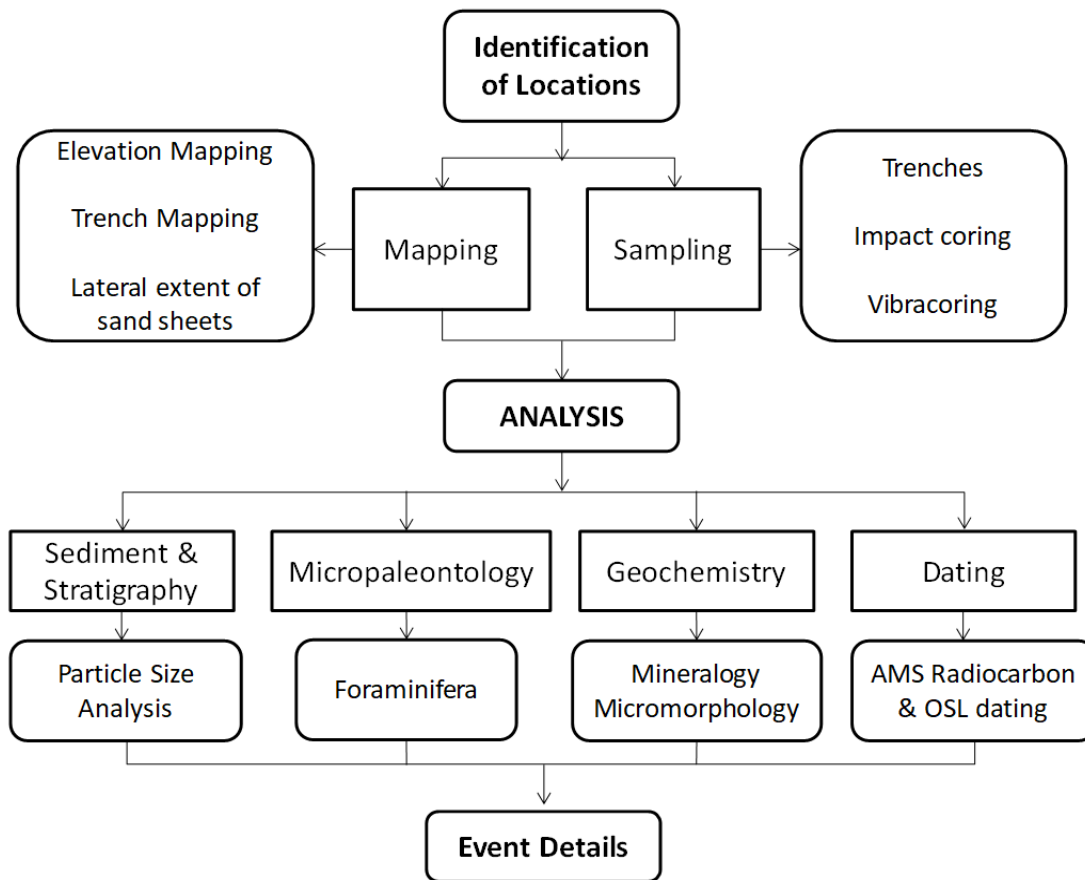 Identification
of Locations
Elevation Mapping
Trench Mapping
Lateral extent of
sand sheets
Mapping
Sampling
Trenches
Impact coring
Vibracoring
ANALYSIS
Sediment &
Stratigraphy
Micropaleontology
Geochemistry
Dating
Particle Size
Analysis
Foraminifera
Mineralogy
Micromorphology
AMS Radiocarbon
& OSL dating
Event Details